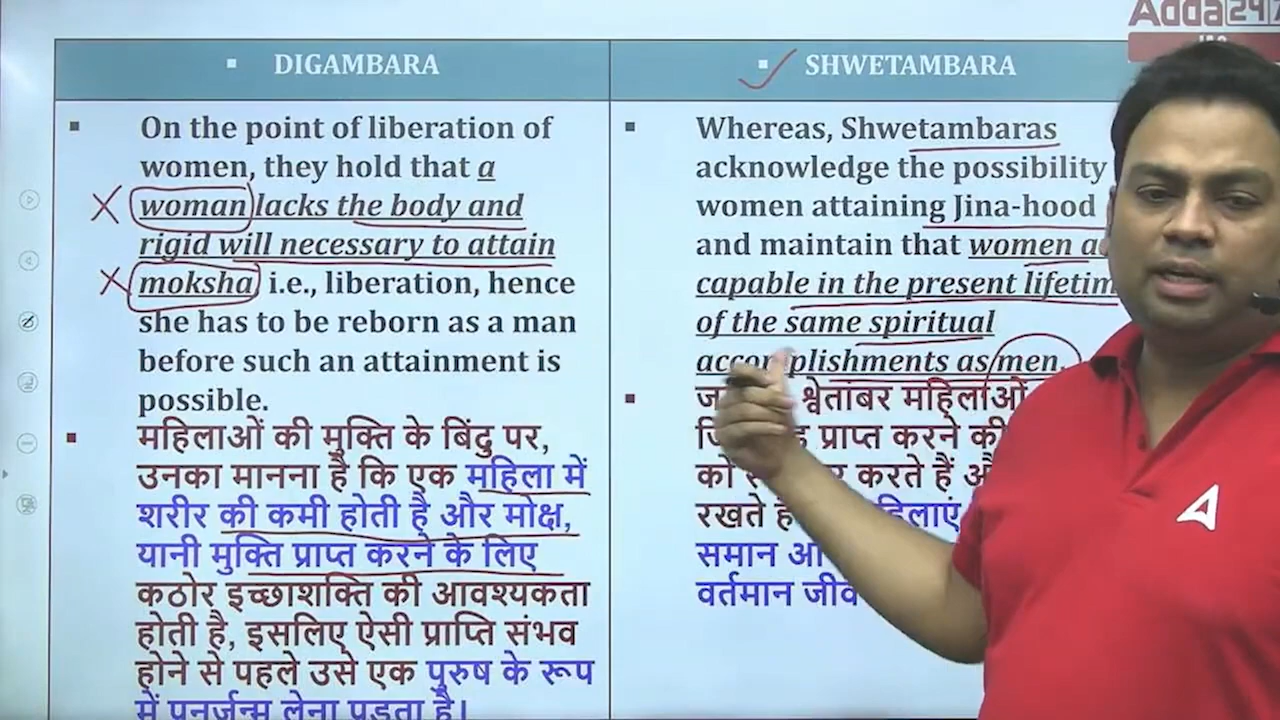 Adda247
DIGAMBARA
On the point of liberation of
women, they hold that a
woman lacks the body and
rigid will necessary to attain
moksha i.e., liberation, hence
she has to be reborn as a man
before such an attainment is
possible.
महिलाओं की मुक्ति के बिंदु पर,
उनका मानना है कि एक महिला में
शरीर की कमी होती है और मोक्ष,
यानी मुक्ति प्राप्त करने के लिए
कठोर इच्छाशक्ति की आवश्यकता
होती है, इसलिए ऐसी प्राप्ति संभव
होने से पहले उसे एक पुरुष के रूप
में पुनर्जन्म लेना पड़ता है।
SHWETAMBARA
Whereas, Shwetambaras
acknowledge the possibility
women attaining Jina-hood
and maintain that women
capable in the present
of the same spiritual
accomplishments as men.
श्वेतांबर महिलाओं
प्राप्त करने की
को करते हैं
रखते
समान
वर्तमान